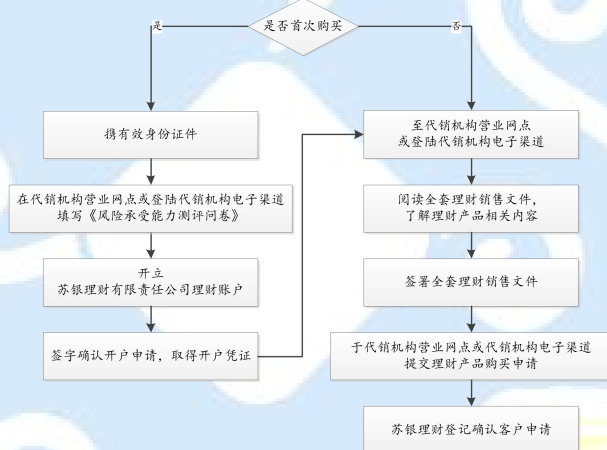 是否首次购买
是
否
携有效身份证件
在代销机构营业网点或登陆代销机构电子渠道
填写《风险承受能力测评问卷》
开立
苏银理财有限责任公司理财账户
签字确认开户申请，取得开户凭证
至代销机构营业网点
或登陆代销机构电子渠道
阅读全套理财销售文件，
了解理财产品相关内容
签署全套理财销售文件
于代销机构营业网点或代销机构电子渠道
提交理财产品购买申请
苏银理财登记确认客户申请